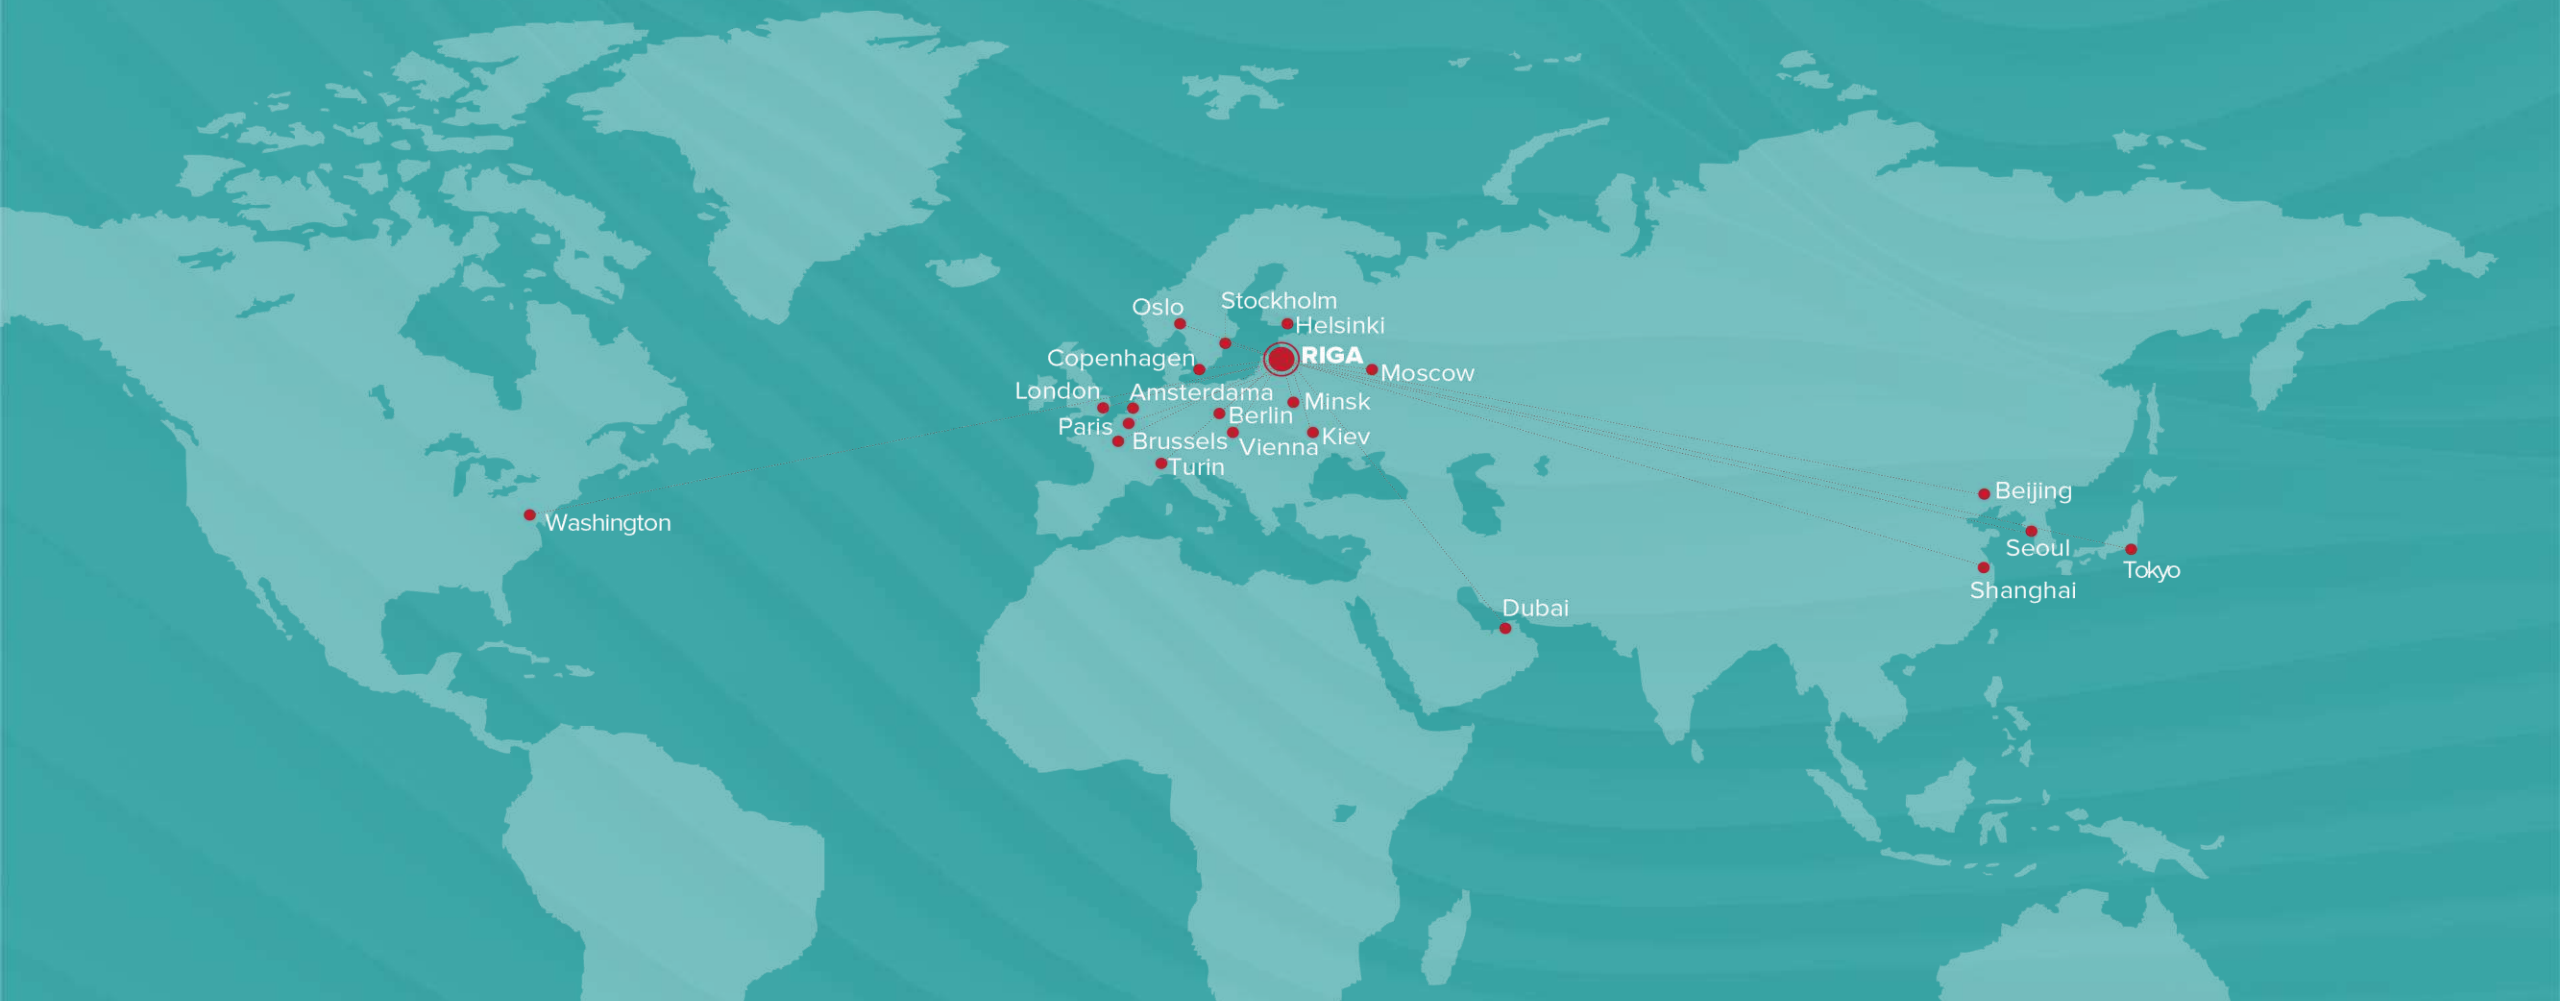 Stockholm
Oslo
Helsinki
RIGA
Copenhagen
Moscow
London
Amsterdama
Minsk
Berlin
Paris
Kiev
Brussels
Vienna
Turin
Beijing
Washington
Seoul
Tokyo
Shanghai
Dubai